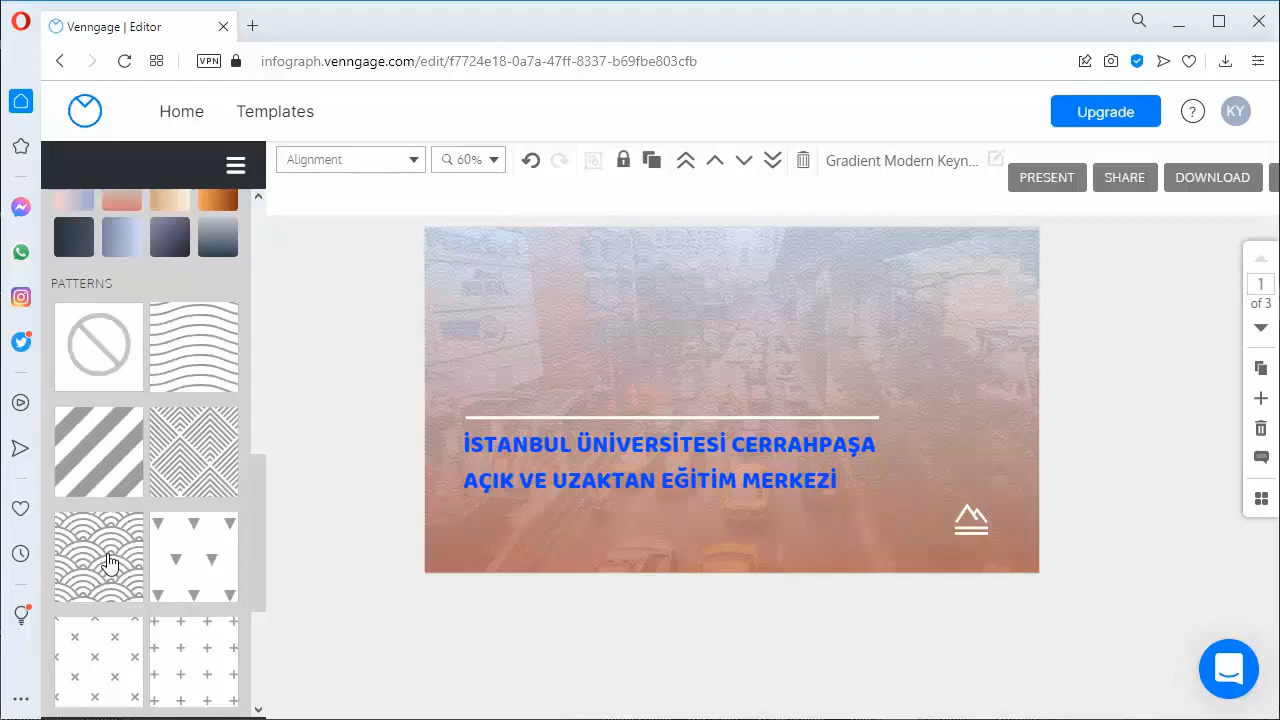 Venngage | Editor
VPN
infograph.venngage.com/edit/f7724e18-0a7a-47ff-8337-b69fbe803cfb
Home
Templates
Upgrade
?
KY
Alignment
60%
Gradient Modern Keyn...
PRESENT
SHARE
DOWNLOAD
PATTERNS
1
of 3
İSTANBUL ÜNİVERSİTESİ CERRAHPAŞA
AÇIK VE UZAKTAN EĞİTİM MERKEZİ